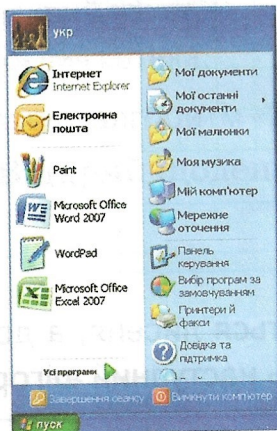 укр
Інтернет
Internet Explorer
Електронна
пошта
Paint
Microsoft Office
Word 2007
WordPad
Microsoft Office
Excel 2007
Усі програми
Мої документи
Мої останні
документи
Мої малюнки
Моя музика
Мій комп'ютер
Мережне
оточення
Панель
керування
Вибір програм за
замовчуванням
Принтери й
факси
Довідка та
підтримка
Завершення сеансу
Вимкнути комп'ютер
пуск